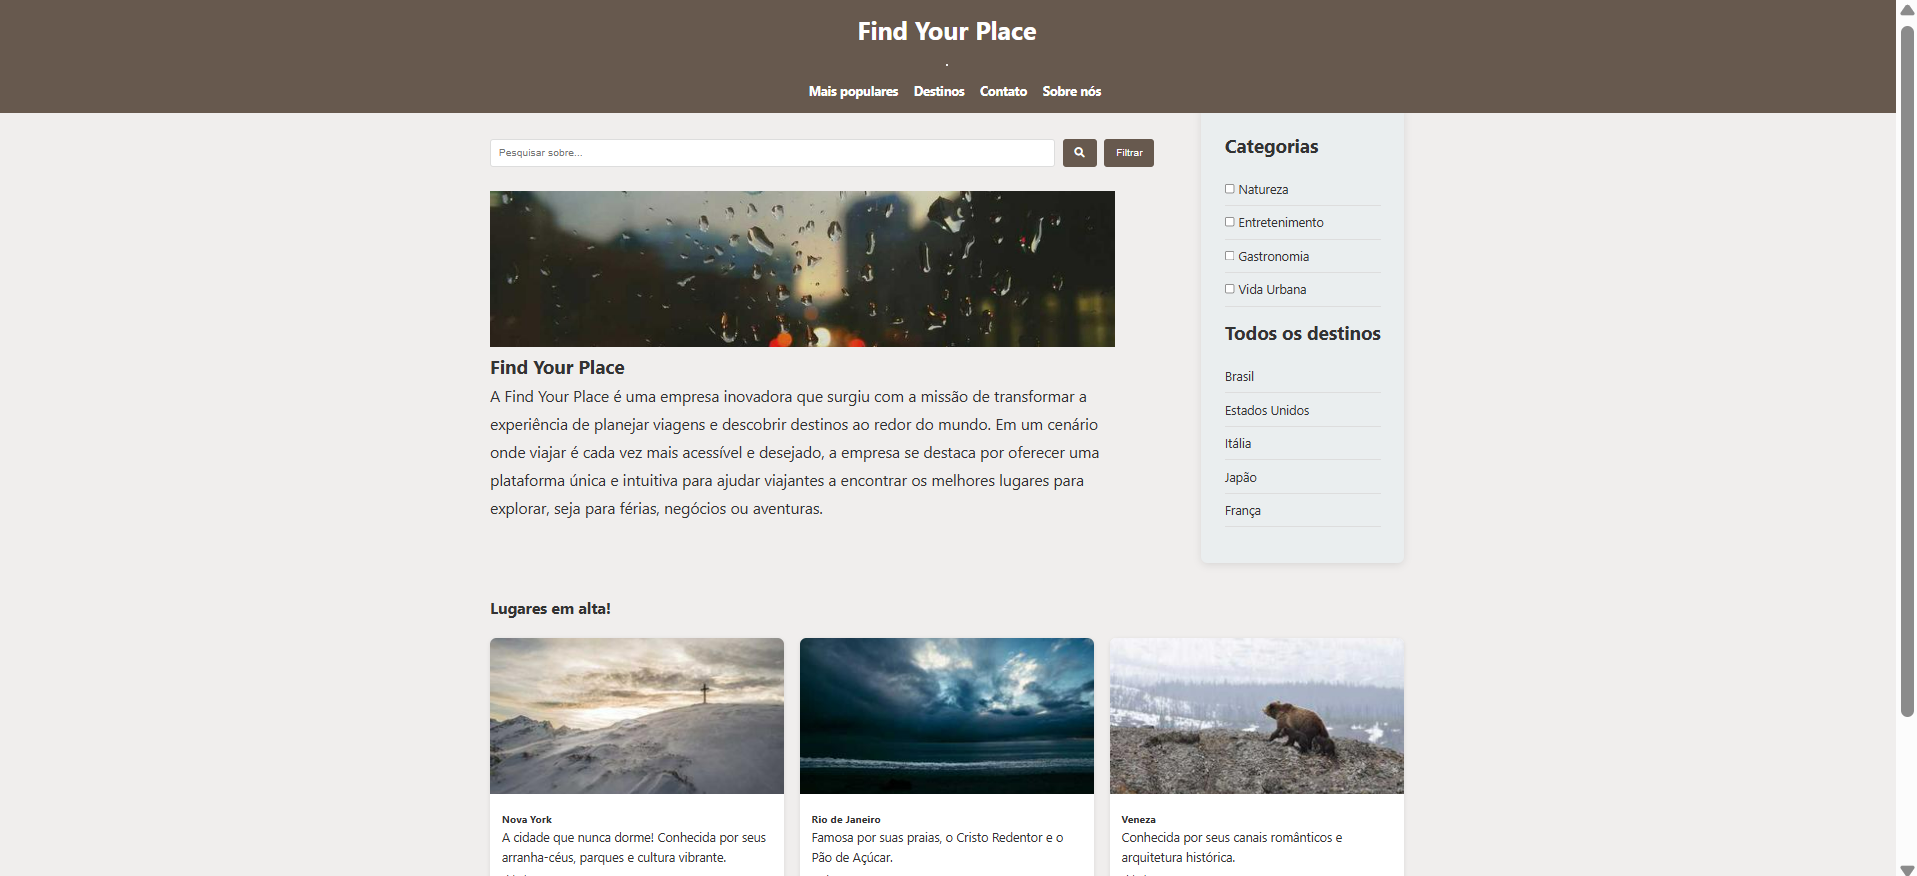 Find Your Place
.
Mais populares Destinos Contato Sobre nós
Pesquisar sobre...
Filtrar
Find Your Place
A Find Your Place é uma empresa inovadora que surgiu com a missão de transformar a
experiência de planejar viagens e descobrir destinos ao redor do mundo. Em um cenário
onde viajar é cada vez mais acessível e desejado, a empresa se destaca por oferecer uma
plataforma única e intuitiva para ajudar viajantes a encontrar os melhores lugares para
explorar, seja para férias, negócios ou aventuras.
Categorias
Natureza
Entretenimento
Gastronomia
Vida Urbana
Todos os destinos
Brasil
Estados Unidos
Itália
Japão
França
Lugares em alta!
Nova York
A cidade que nunca dorme! Conhecida por seus
arranha-céus, parques e cultura vibrante.
Rio de Janeiro
Famosa por suas praias, o Cristo Redentor e o
Pão de Açúcar.
Veneza
Conhecida por seus canais românticos e
arquitetura histórica.